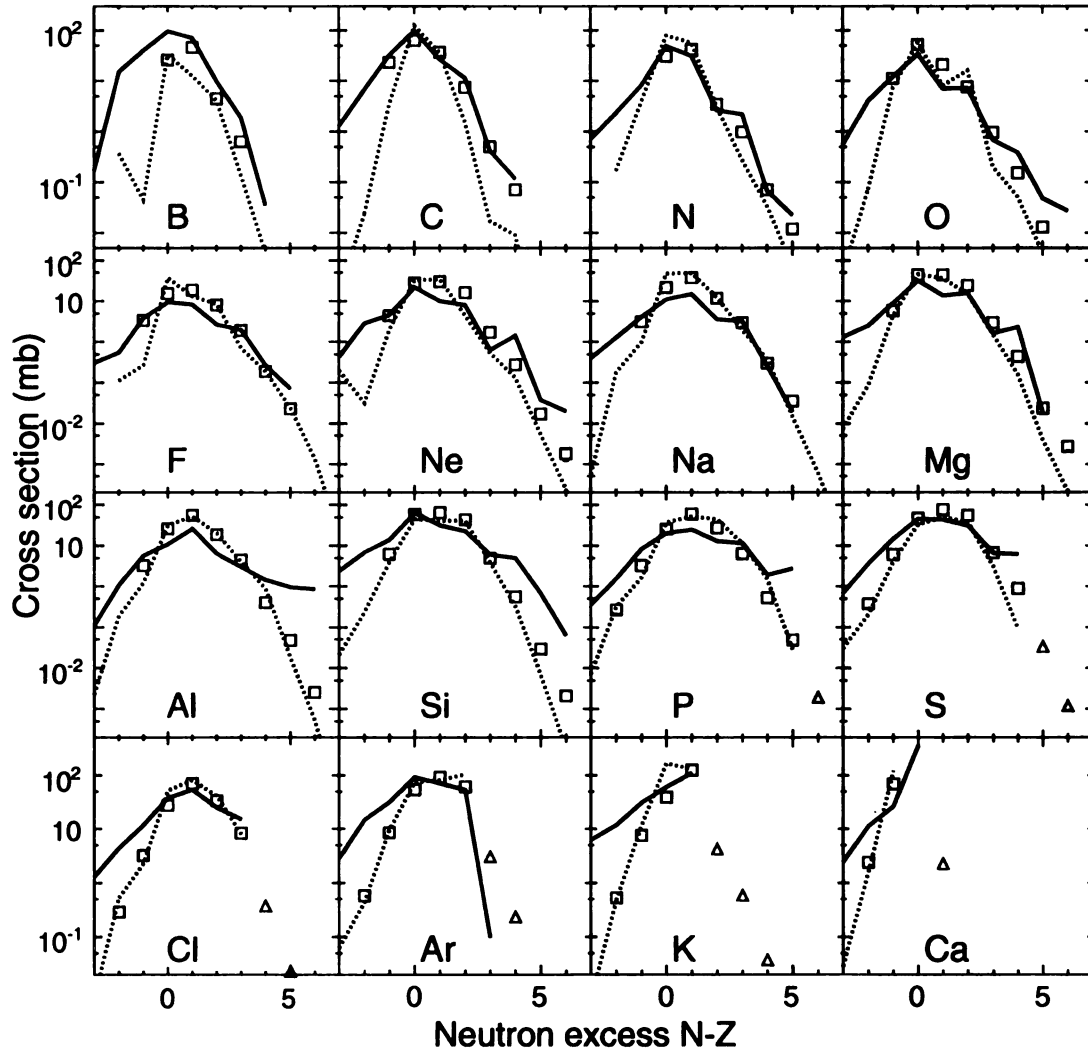 10²
10⁻¹
B
C
N
O
10²
10
10⁻²
F
Ne
Na
Mg
10²
10
10⁻²
Al
Si
P
S
10²
10
10⁻¹
Cl
Ar
K
Ca
0 5 0 5 0 5 0 5
Neutron excess N-Z
Cross section (mb)